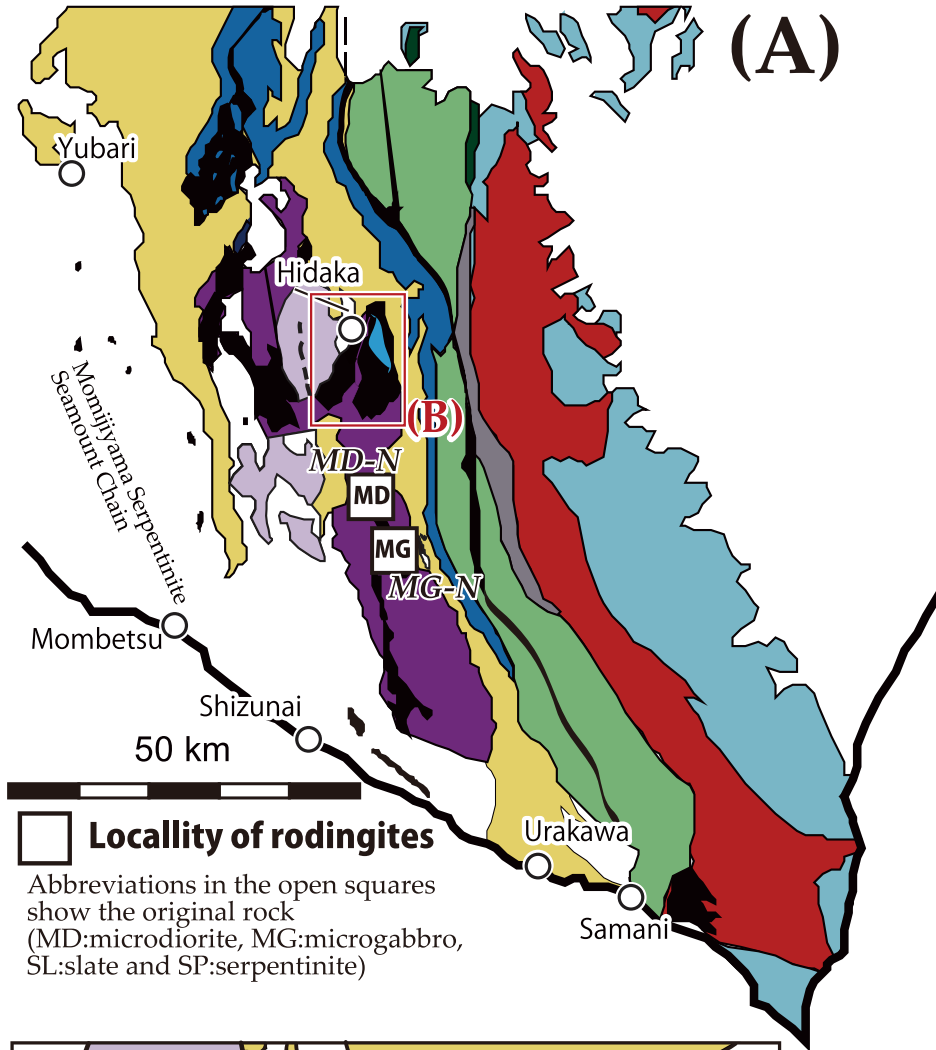 (A)
Yubari
Hidaka
(B)
Momijiyama Serpentinite
Seamount Chain
MD-N
MD
MG
MG-N
Mombetsu
Shizunai
50 km
Locallity of rodingites
Urakawa
Abbreviations in the open squares
show the original rock
(MD:microdiorite, MG:microgabbro,
SL:slate and SP:serpentinite)
Samani